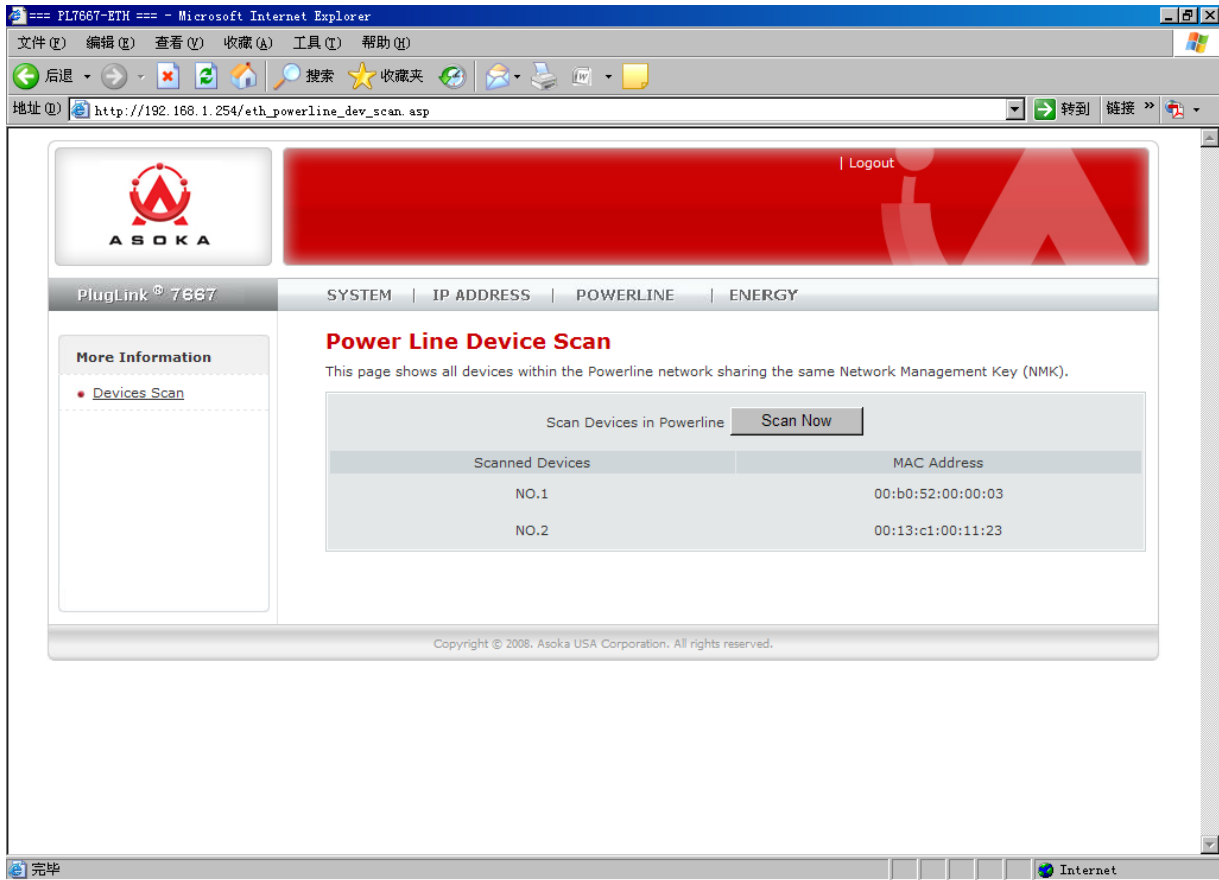 === PL7667-ETH === - Microsoft Internet Explorer
文件(F) 编辑(E) 查看(V) 收藏(A) 工具(T) 帮助(H)
后退 搜索 收藏夹
地址(D) http://192.168.1.254/eth_powerline_dev_scan.asp 转到 链接 »
ASOKA
| Logout
PlugLink ® 7667
SYSTEM | IP ADDRESS | POWERLINE | ENERGY
More Information
Devices Scan
Power Line Device Scan
This page shows all devices within the Powerline network sharing the same Network Management Key (NMK).
Scan Devices in Powerline Scan Now
Scanned Devices MAC Address
NO.1 00:b0:52:00:00:03
NO.2 00:13:c1:00:11:23
Copyright © 2008. Asoka USA Corporation. All rights reserved.
完毕 Internet